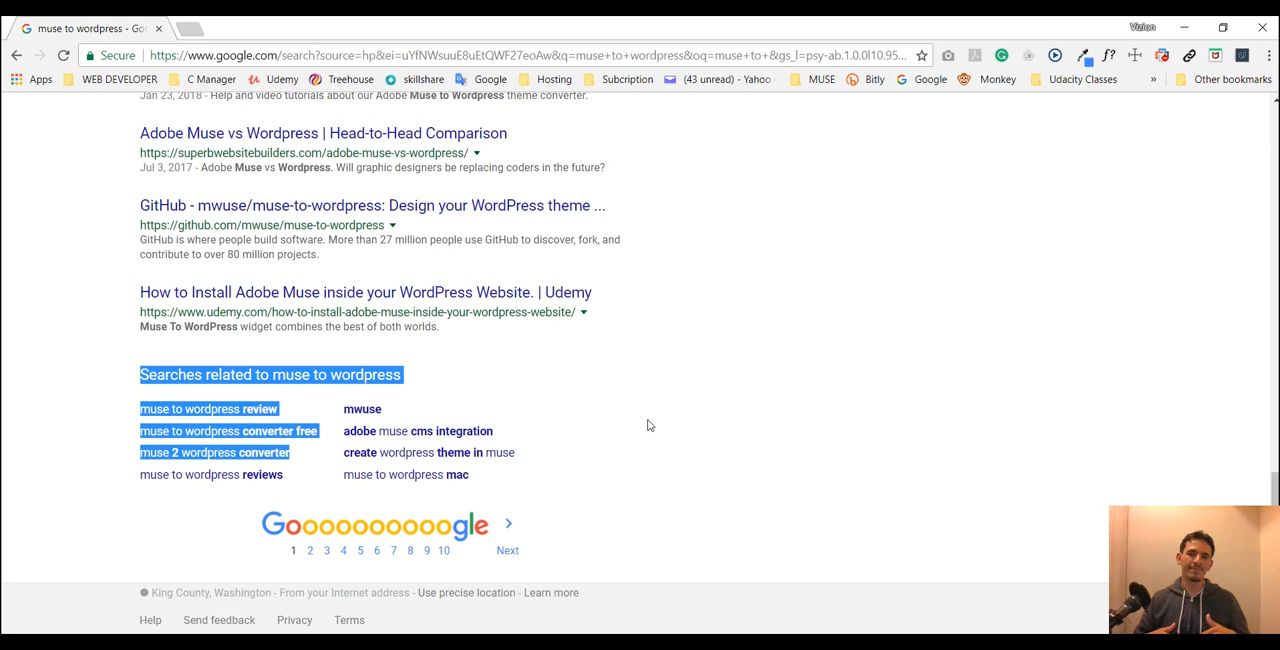 muse to wordpress - Goo
Vizion
Secure
https://www.google.com/search?source=hp&ei=uYfNWsuuE8uEtQWF27eoAw&q=muse+to+wordpress&oq=muse+to+&gs_l=psy-ab.1.0.0l10.95...
Apps WEB DEVELOPER C Manager Udemy Treehouse skillshare Google Hosting Subcription (43 unred) - Yahoo MUSE Bitly Google Monkey Udacity Classes » Other bookmarks
Jan 23, 2018 - Help and video tutorials about our Adobe Muse to Wordpress theme converter.
Adobe Muse vs Wordpress | Head-to-Head Comparison
https://superbwebsitebuilders.com/adobe-muse-vs-wordpress/
Jul 3, 2017 - Adobe Muse vs Wordpress. Will graphic designers be replacing coders in the future?
GitHub - mwuse/muse-to-wordpress: Design your WordPress theme ...
https://github.com/mwuse/muse-to-wordpress
GitHub is where people build software. More than 27 million people use GitHub to discover, fork, and
contribute to over 80 million projects.
How to Install Adobe Muse inside your WordPress Website. | Udemy
https://www.udemy.com/how-to-install-adobe-muse-inside-your-wordpress-website/
Muse To WordPress widget combines the best of both worlds.
Searches related to muse to wordpress
muse to wordpress review mwuse
muse to wordpress converter free adobe muse cms integration
muse 2 wordpress converter create wordpress theme in muse
muse to wordpress reviews muse to wordpress mac
Goooooooooogle
1 2 3 4 5 6 7 8 9 10 Next
King County, Washington - From your Internet address - Use precise location - Learn more
Help Send feedback Privacy Terms